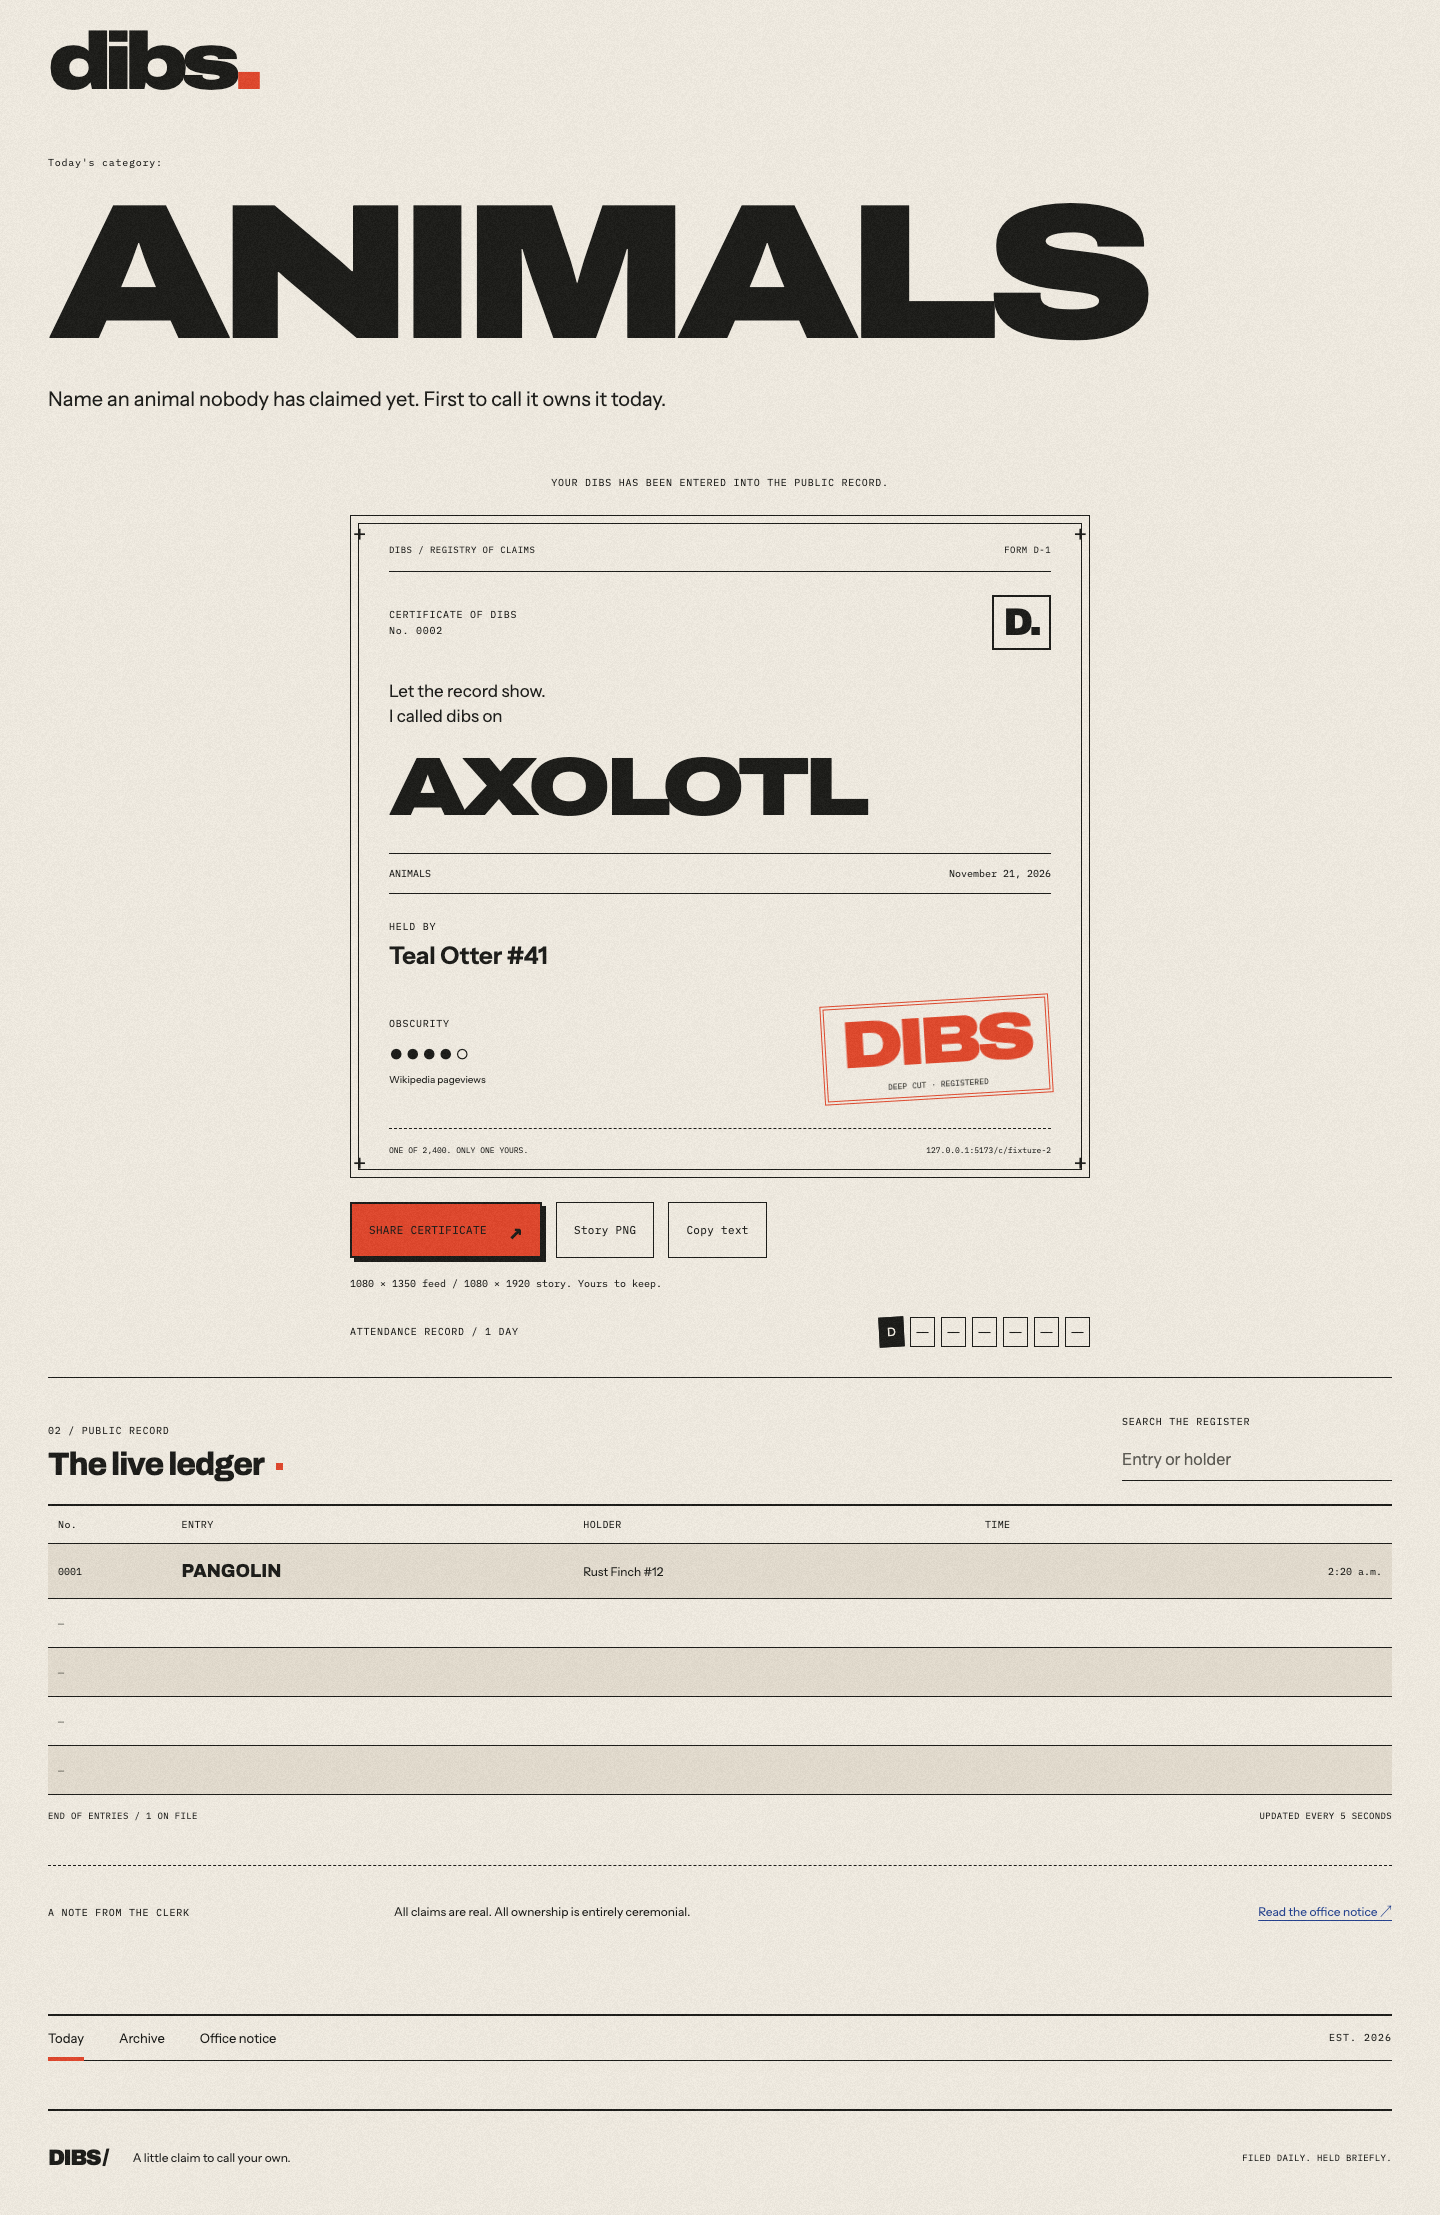 dibs.
Today's category:
ANIMALS
Name an animal nobody has claimed yet. First to call it owns it today.
YOUR DIBS HAS BEEN ENTERED INTO THE PUBLIC RECORD.
DIBS / REGISTRY OF CLAIMS
FORM D-1
CERTIFICATE OF DIBS
No. 0002
D.
Let the record show.
I called dibs on
AXOLOTL
ANIMALS
November 21, 2026
HELD BY
Teal Otter #41
OBSCURITY
Wikipedia pageviews
DIBS
DEEP CUT · REGISTERED
ONE OF 2,400. ONLY ONE YOURS.
127.0.0.1:5173/c/fixture-2
SHARE CERTIFICATE ↗
Story PNG
Copy text
1080 × 1350 feed / 1080 × 1920 story. Yours to keep.
ATTENDANCE RECORD / 1 DAY
D — — — — — —
02 / PUBLIC RECORD
The live ledger
SEARCH THE REGISTER
Entry or holder
No. ENTRY HOLDER TIME
0001 PANGOLIN Rust Finch #12 2:20 a.m.
—
—
—
—
END OF ENTRIES / 1 ON FILE
UPDATED EVERY 5 SECONDS
A NOTE FROM THE CLERK
All claims are real. All ownership is entirely ceremonial.
Read the office notice ↗
Today Archive Office notice
EST. 2026
DIBS/
A little claim to call your own.
FILED DAILY. HELD BRIEFLY.